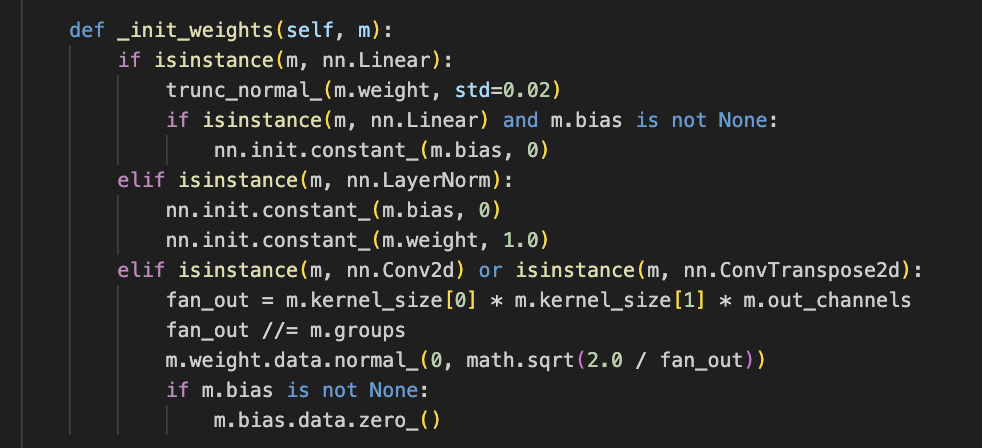 def _init_weights(self, m):
    if isinstance(m, nn.Linear):
        trunc_normal_(m.weight, std=0.02)
        if isinstance(m, nn.Linear) and m.bias is not None:
            nn.init.constant_(m.bias, 0)
    elif isinstance(m, nn.LayerNorm):
        nn.init.constant_(m.bias, 0)
        nn.init.constant_(m.weight, 1.0)
    elif isinstance(m, nn.Conv2d) or isinstance(m, nn.ConvTranspose2d):
        fan_out = m.kernel_size[0] * m.kernel_size[1] * m.out_channels
        fan_out //= m.groups
        m.weight.data.normal_(0, math.sqrt(2.0 / fan_out))
        if m.bias is not None:
            m.bias.data.zero_()